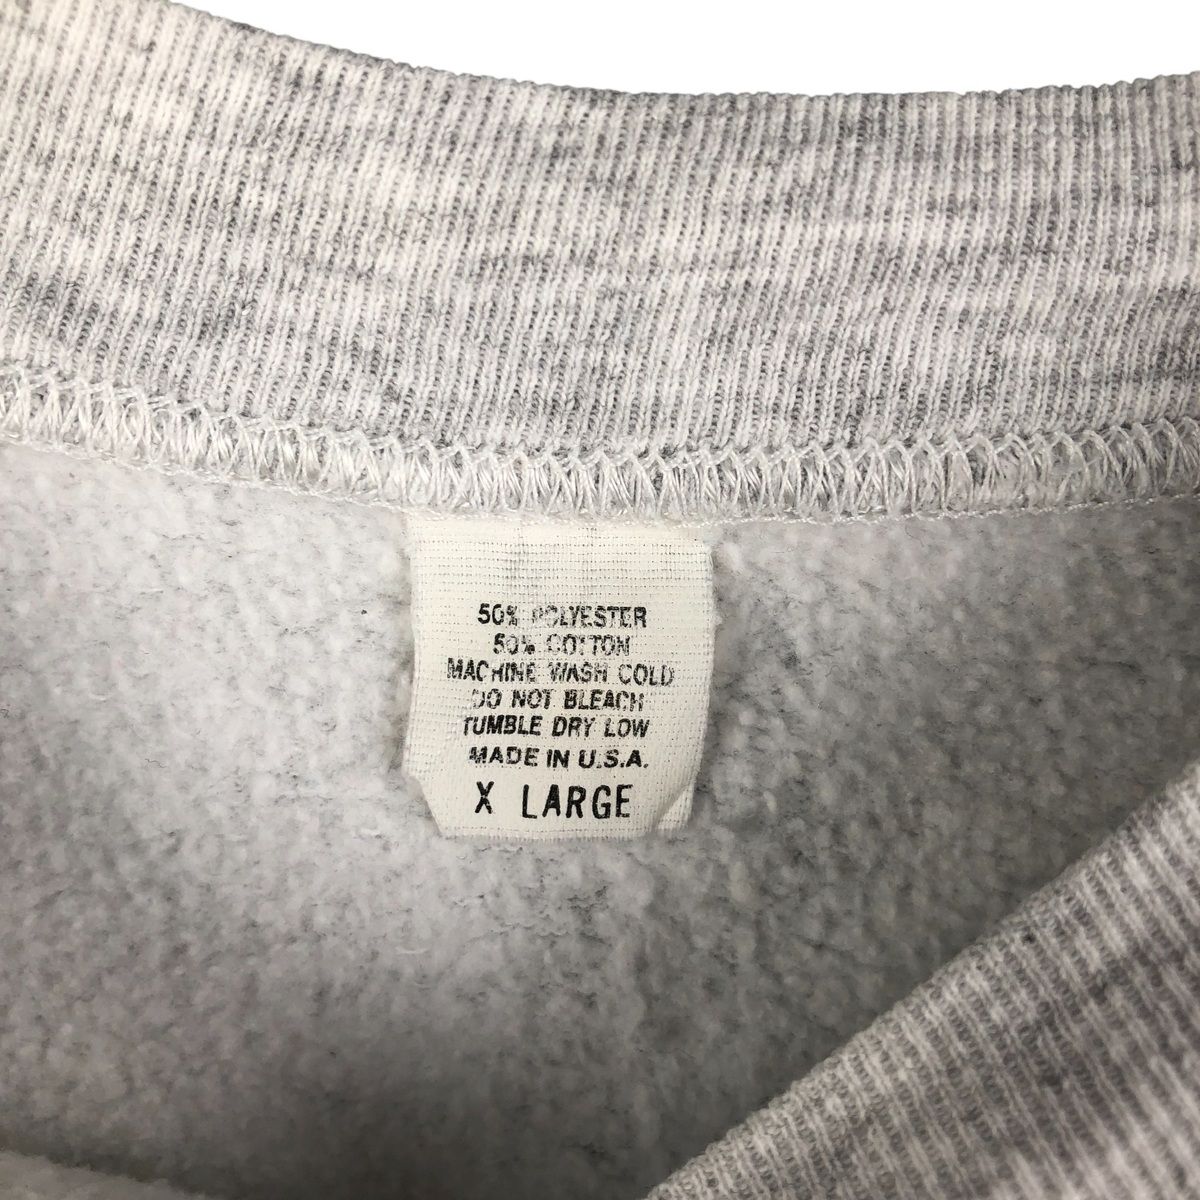 50% POLYESTER
50% COTTON
MACHINE WASH COLD
DO NOT BLEACH
TUMBLE DRY LOW
MADE IN U.S.A.
X LARGE